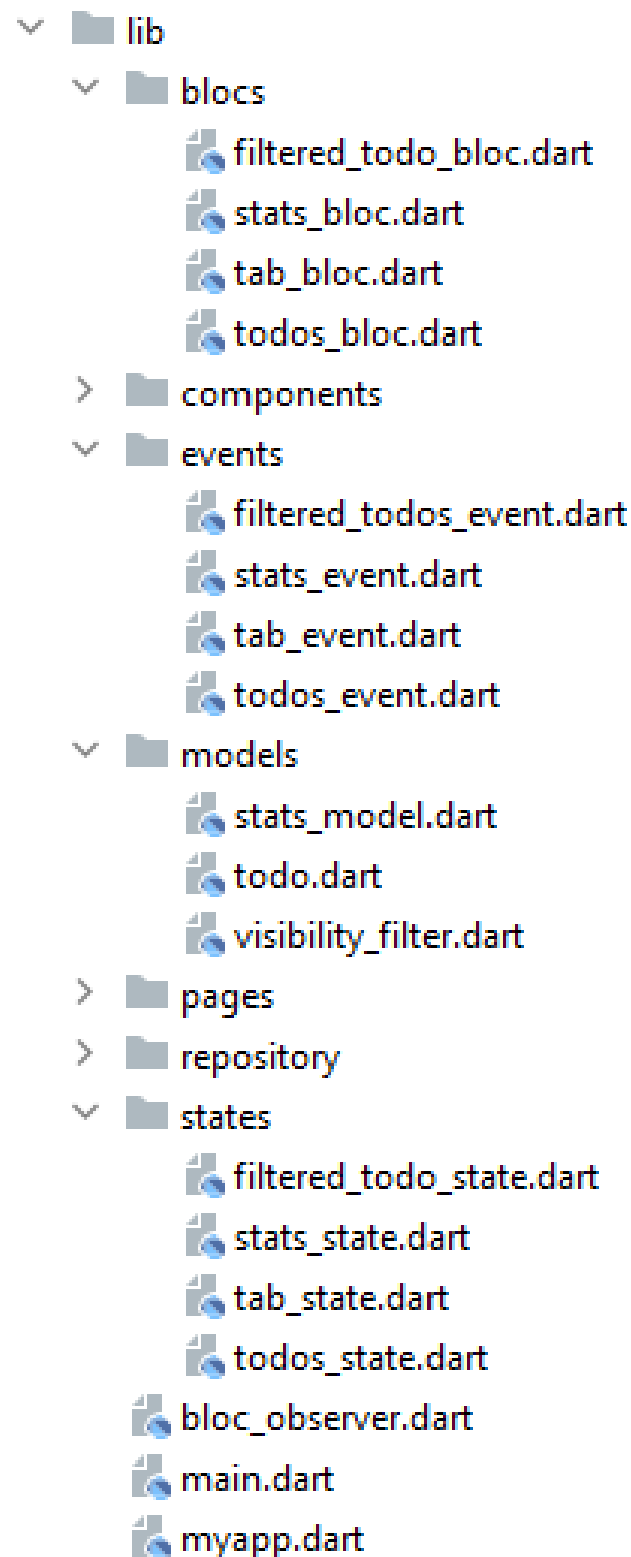 lib
blocs
filtered_todo_bloc.dart
stats_bloc.dart
tab_bloc.dart
todos_bloc.dart
components
events
filtered_todos_event.dart
stats_event.dart
tab_event.dart
todos_event.dart
models
stats_model.dart
todo.dart
visibility_filter.dart
pages
repository
states
filtered_todo_state.dart
stats_state.dart
tab_state.dart
todos_state.dart
bloc_observer.dart
main.dart
myapp.dart